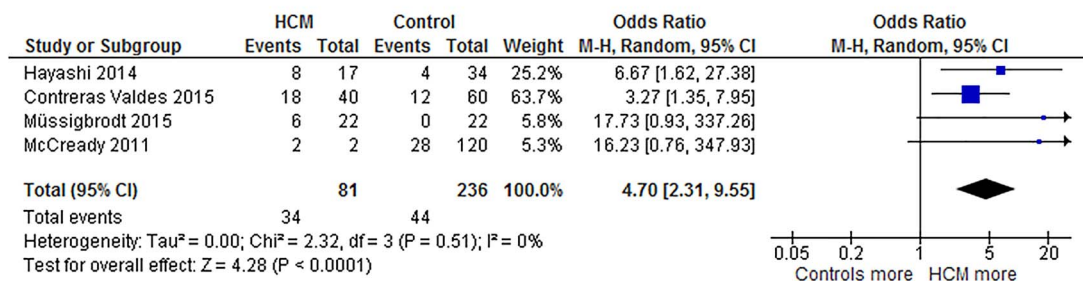 HCM Control Odds Ratio Odds Ratio
Study or Subgroup Events Total Events Total Weight M-H, Random, 95% CI M-H, Random, 95% CI
Hayashi 2014 8 17 4 34 25.2% 6.67 [1.62, 27.38]
Contreras Valdes 2015 18 40 12 60 63.7% 3.27 [1.35, 7.95]
Müssigbrodt 2015 6 22 0 22 5.8% 17.73 [0.93, 337.26]
McCready 2011 2 2 28 120 5.3% 16.23 [0.76, 347.93]
Total (95% CI) 81 236 100.0% 4.70 [2.31, 9.55]
Total events 34 44
Heterogeneity: Tau² = 0.00; Chi² = 2.32, df = 3 (P = 0.51); I² = 0%
Test for overall effect: Z = 4.28 (P < 0.0001)
0.05 0.2 1 5 20
Controls more HCM more